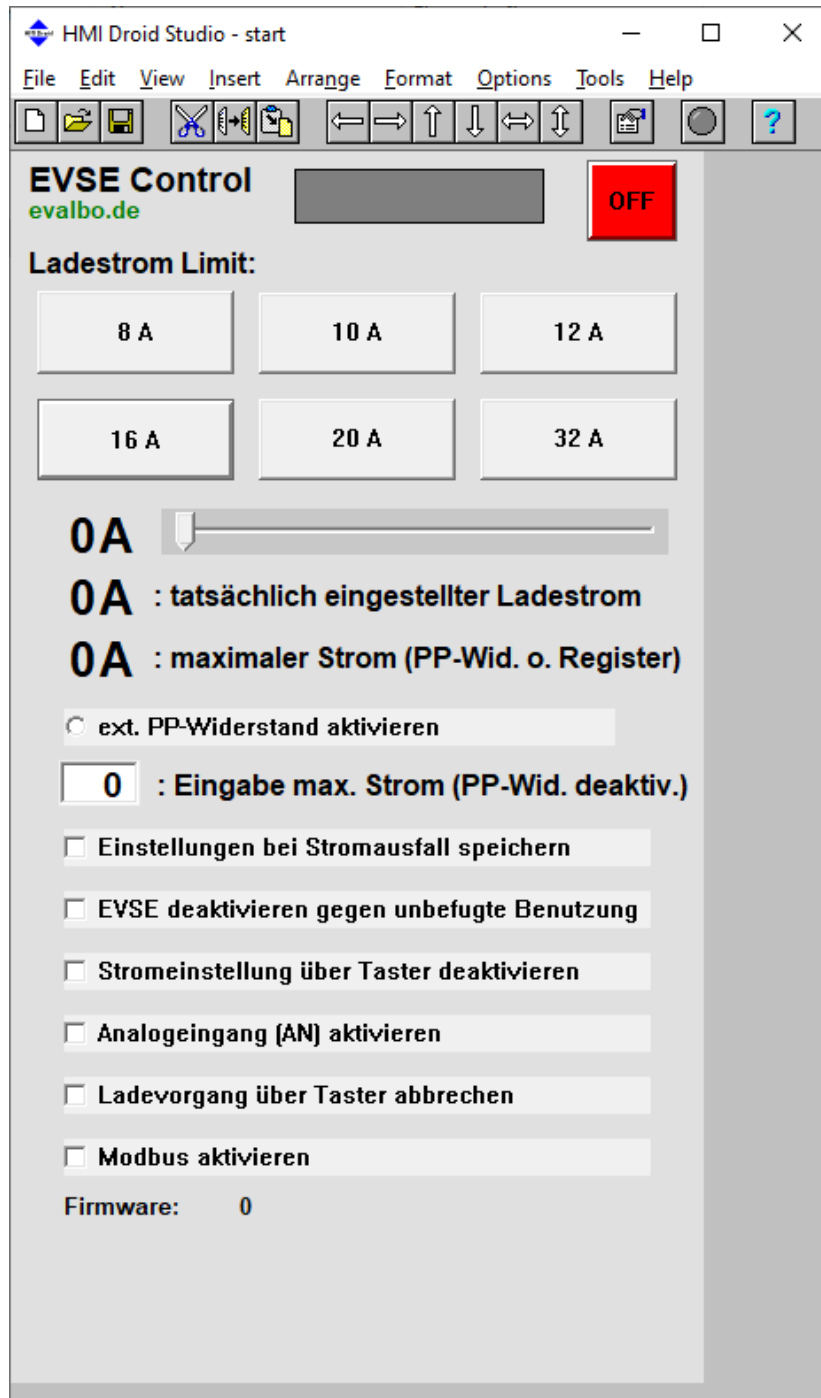 HMI Droid Studio - start
File Edit View Insert Arrange Format Options Tools Help
EVSE Control
evalbo.de
OFF
Ladestrom Limit:
8 A 10 A 12 A
16 A 20 A 32 A
0A
0A : tatsächlich eingestellter Ladestrom
0A : maximaler Strom (PP-Wid. o. Register)
ext. PP-Widerstand aktivieren
0 : Eingabe max. Strom (PP-Wid. deaktiv.)
Einstellungen bei Stromausfall speichern
EVSE deaktivieren gegen unbefugte Benutzung
Stromeinstellung über Taster deaktivieren
Analogeingang (AN) aktivieren
Ladevorgang über Taster abbrechen
Modbus aktivieren
Firmware: 0